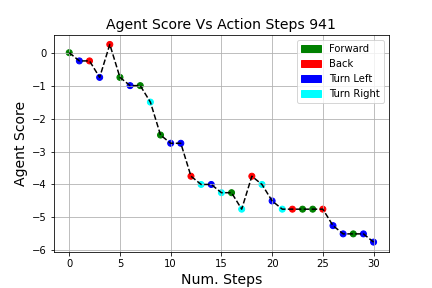 Agent Score Vs Action Steps 941
Forward
Back
Turn Left
Turn Right
Agent Score
0
−1
−2
−3
−4
−5
−6
0
5
10
15
20
25
30
Num. Steps